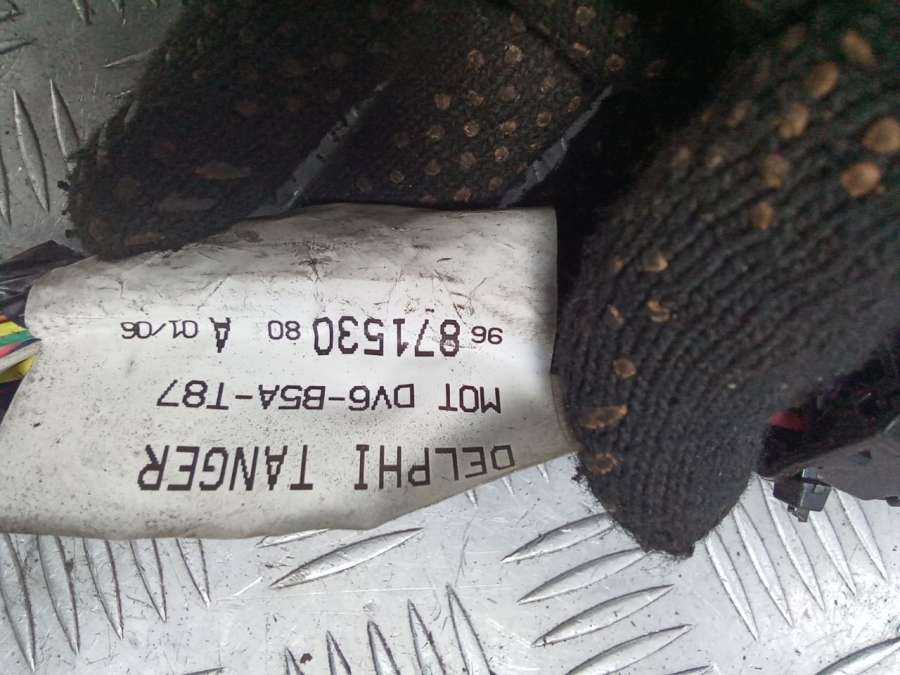 DELPHI TANGER
MOT DV6-B5A-T87
96 871530 80 A 01/06